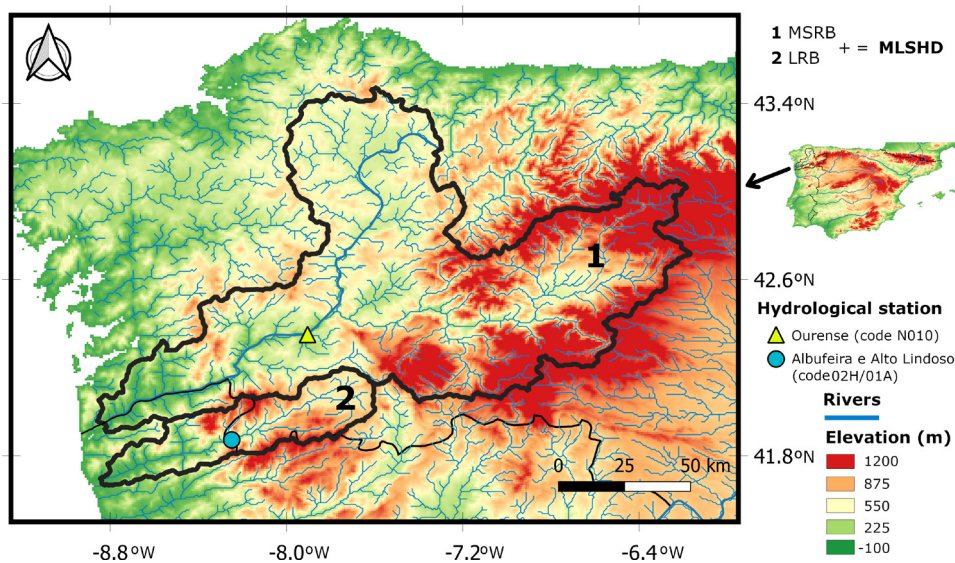 1 MSRB
2 LRB
+ = MLSHD
43.4ºN
42.6ºN
41.8ºN
1
2
0 25 50 km
-8.8ºW -8.0ºW -7.2ºW -6.4ºW
Hydrological station
Ourense (code N010)
Albufeira e Alto Lindoso
(code02H/01A)
Rivers
Elevation (m)
1200
875
550
225
-100